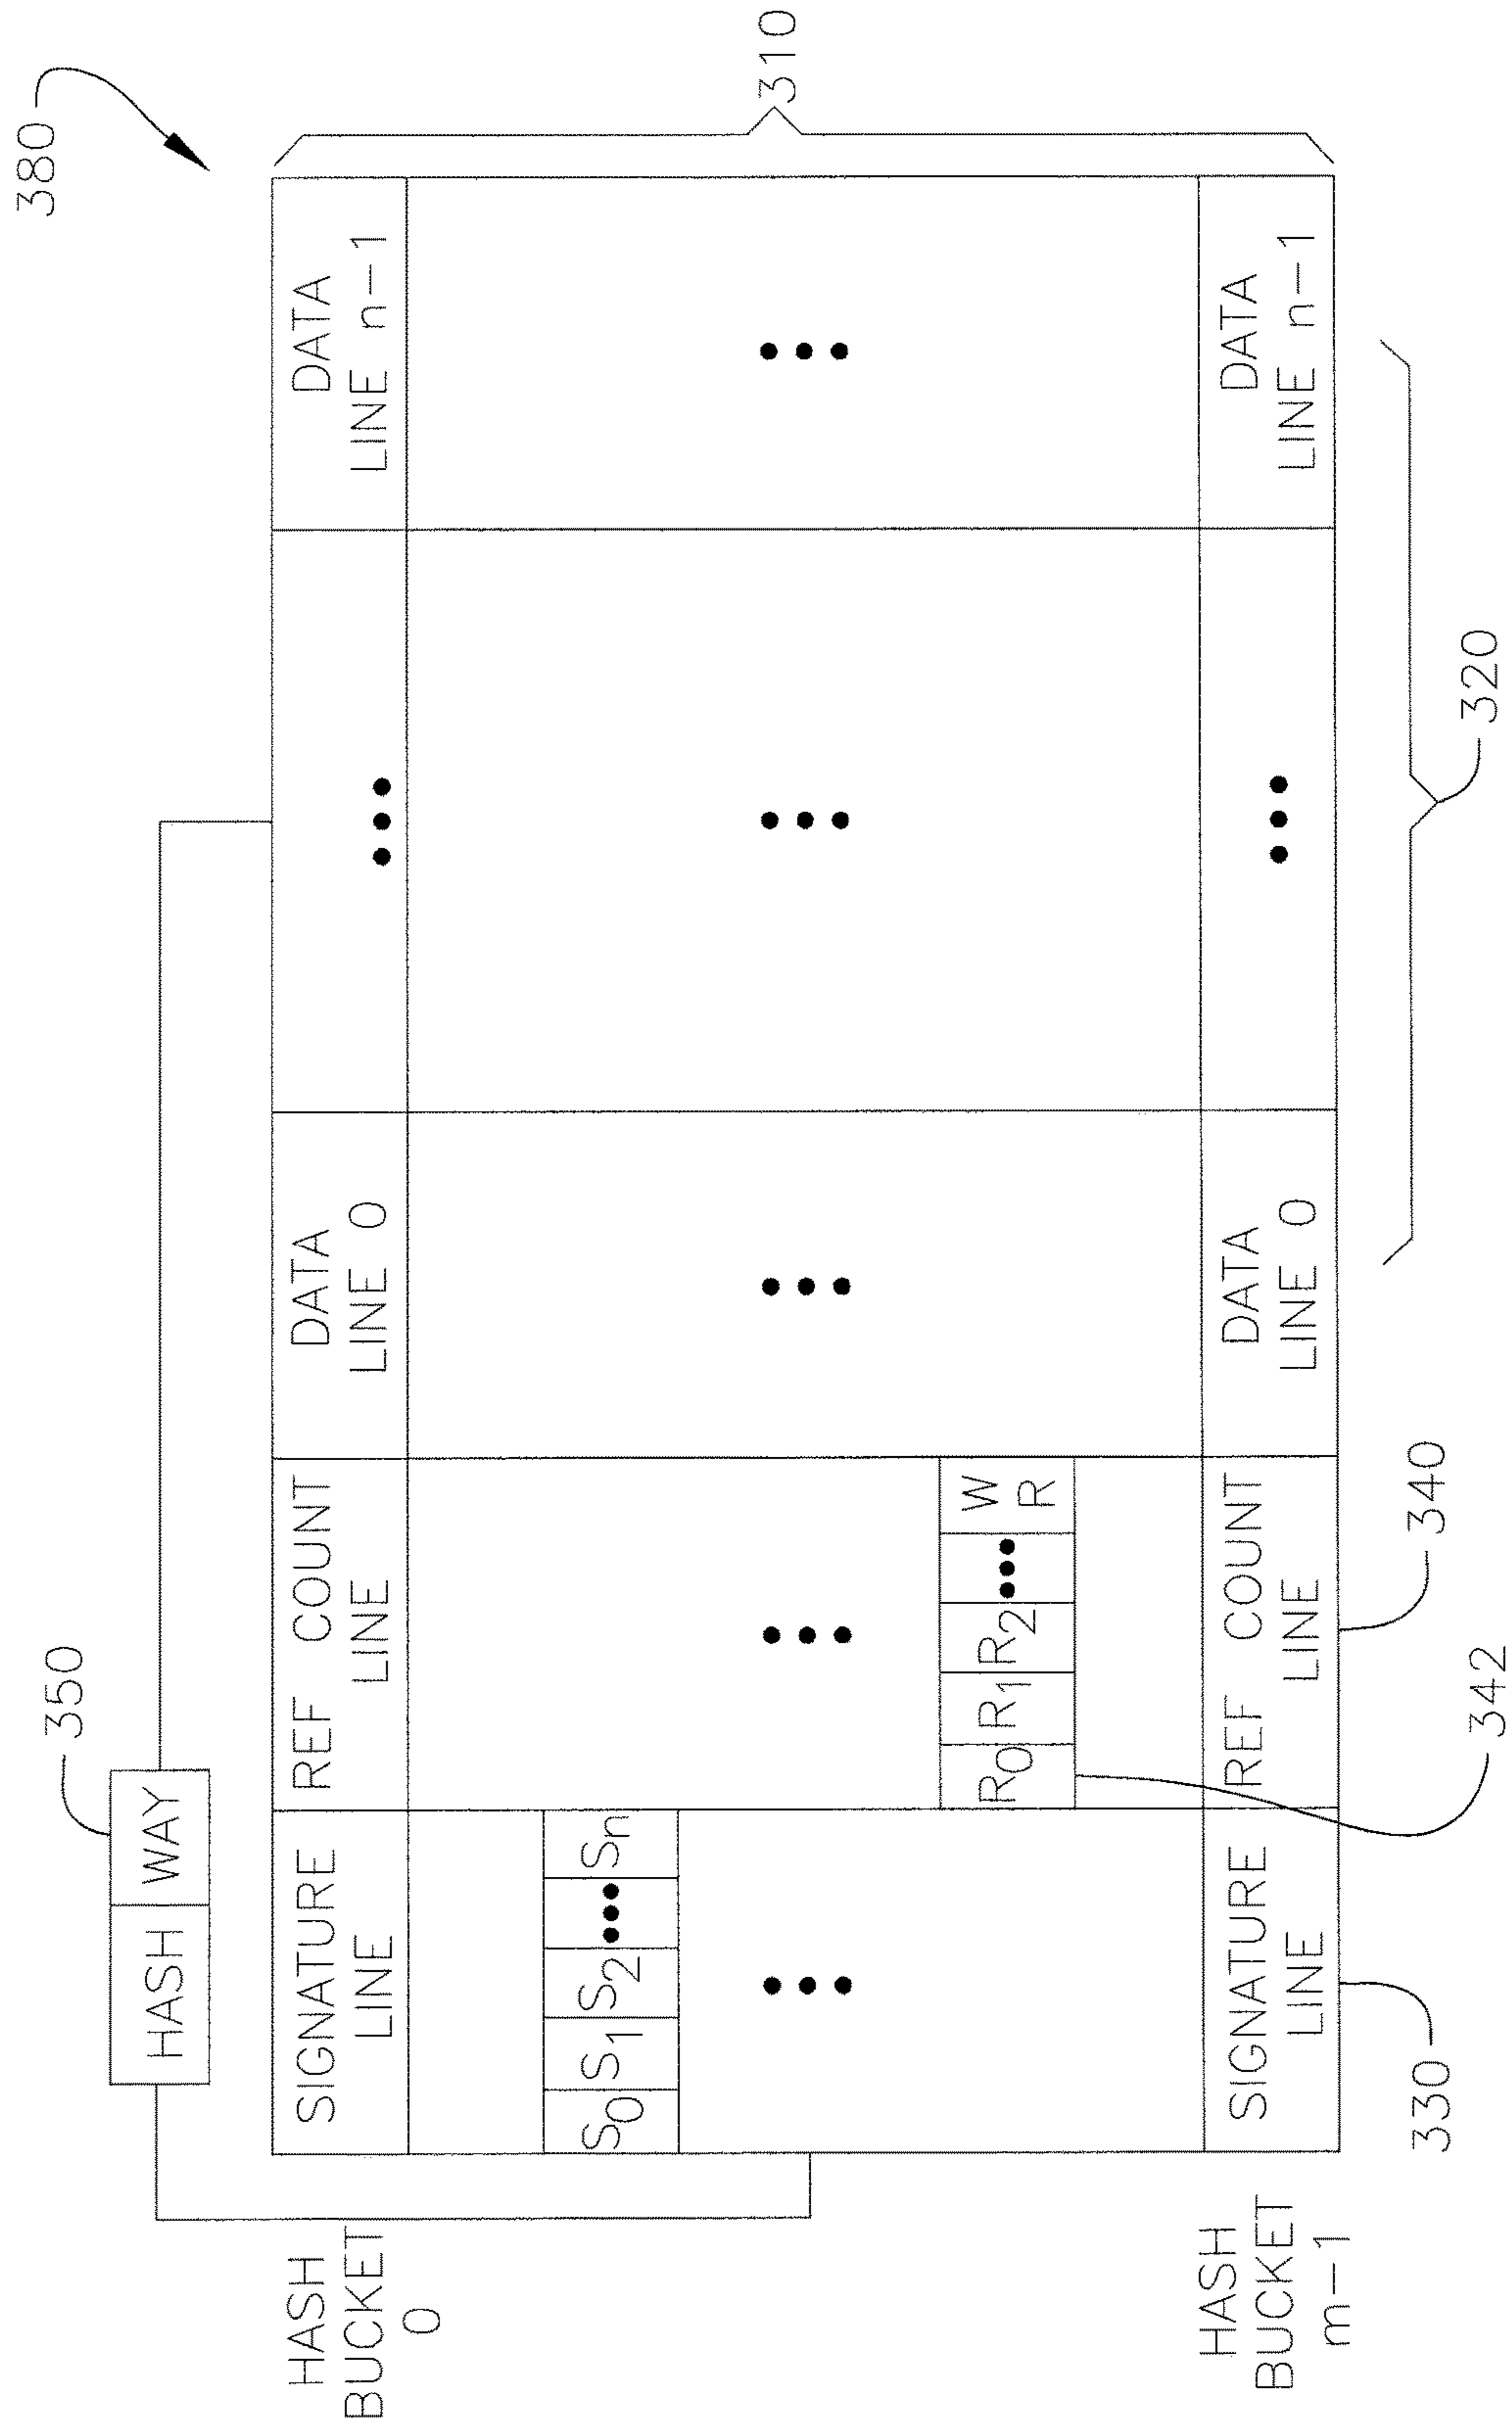 380
350
HASH WAY
310
HASH
BUCKET
0
SIGNATURE
LINE
REF COUNT
LINE
DATA
LINE 0
•••
DATA
LINE n-1
S0 S1 S2 ••• Sn
••• ••• ••• ••• •••
R0 R1 R2 ••• W
R
HASH
BUCKET
m-1
SIGNATURE
LINE
REF COUNT
LINE
DATA
LINE 0
•••
DATA
LINE n-1
330
342
340
320